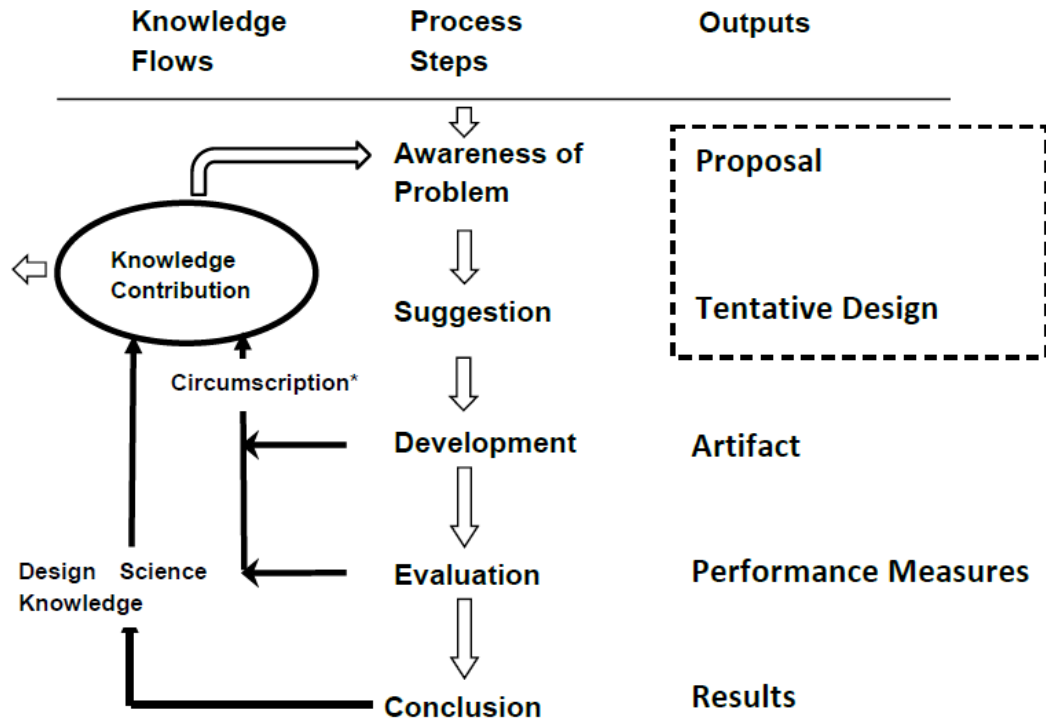 Knowledge Flows
Process Steps
Outputs
Awareness of
Problem
Proposal
Knowledge
Contribution
Suggestion
Tentative Design
Circumscription*
Development
Artifact
Design Science
Knowledge
Evaluation
Performance Measures
Conclusion
Results